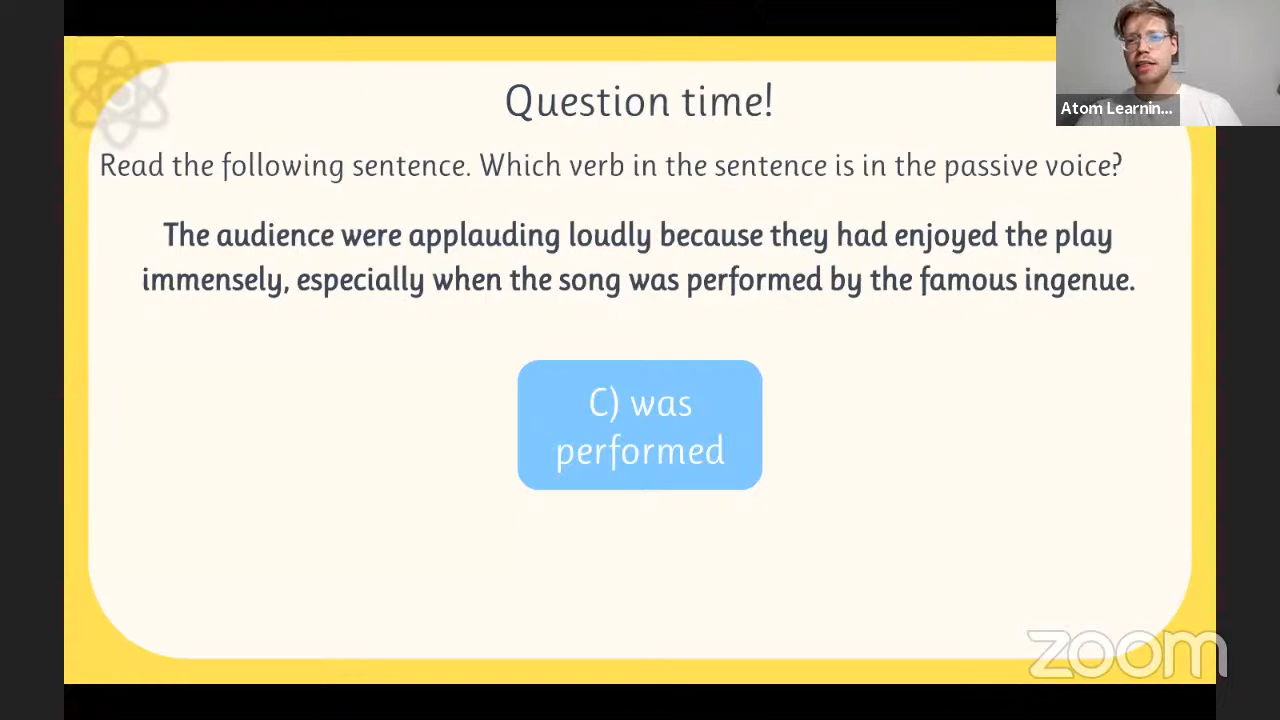 Question time!
Atom Learnin...
Read the following sentence. Which verb in the sentence is in the passive voice?
The audience were applauding loudly because they had enjoyed the play
immensely, especially when the song was performed by the famous ingenue.
C) was
performed
zoom